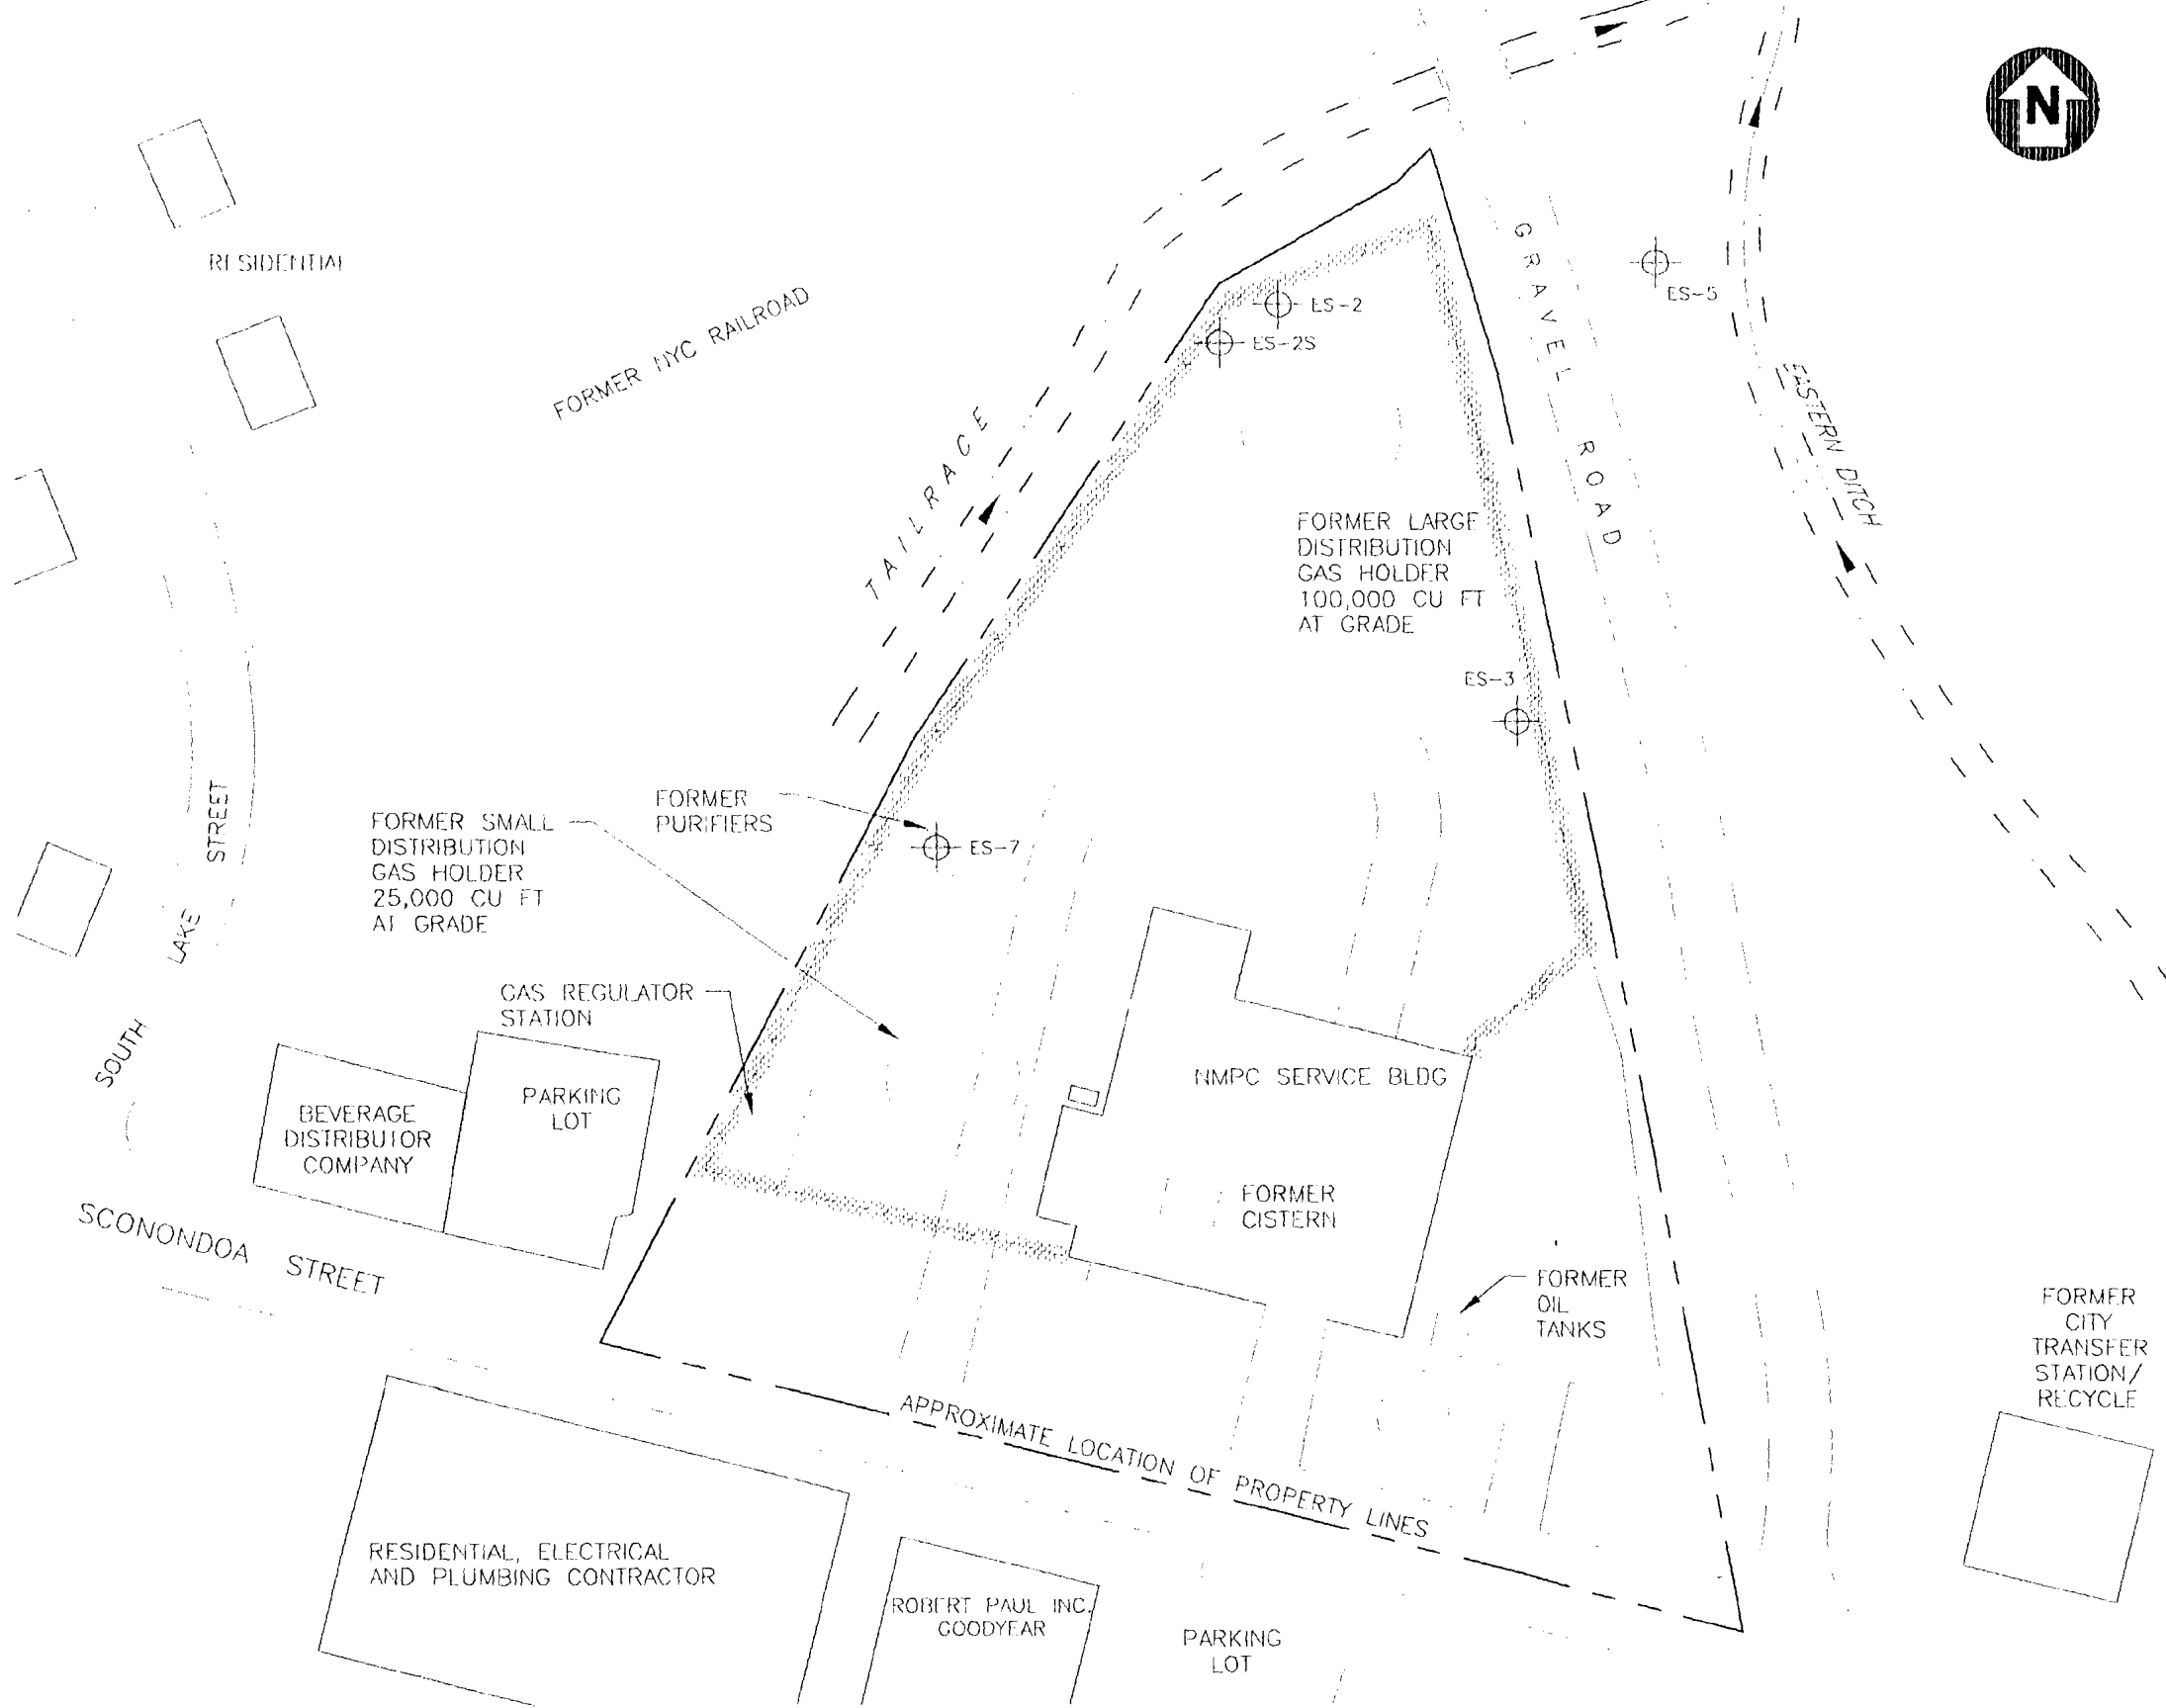 N
RESIDENTIAL
FORMER NYC RAILROAD
TAILRACE
GRAVEL ROAD
EASTERN DITCH
ES-5
ES-2
ES-2S
FORMER LARGE
DISTRIBUTION
GAS HOLDER
100,000 CU FT
AT GRADE
ES-3
FORMER
PURIFIERS
ES-7
FORMER SMALL
DISTRIBUTION
GAS HOLDER
25,000 CU FT
AT GRADE
SOUTH LAKE STREET
GAS REGULATOR
STATION
BEVERAGE
DISTRIBUTOR
COMPANY
PARKING
LOT
NMPC SERVICE BLDG
FORMER
CISTERN
SCONONDOA STREET
FORMER
OIL
TANKS
FORMER
CITY
TRANSFER
STATION/
RECYCLE
APPROXIMATE LOCATION OF PROPERTY LINES
RESIDENTIAL, ELECTRICAL
AND PLUMBING CONTRACTOR
ROBERT PAUL INC.
GOODYEAR
PARKING
LOT